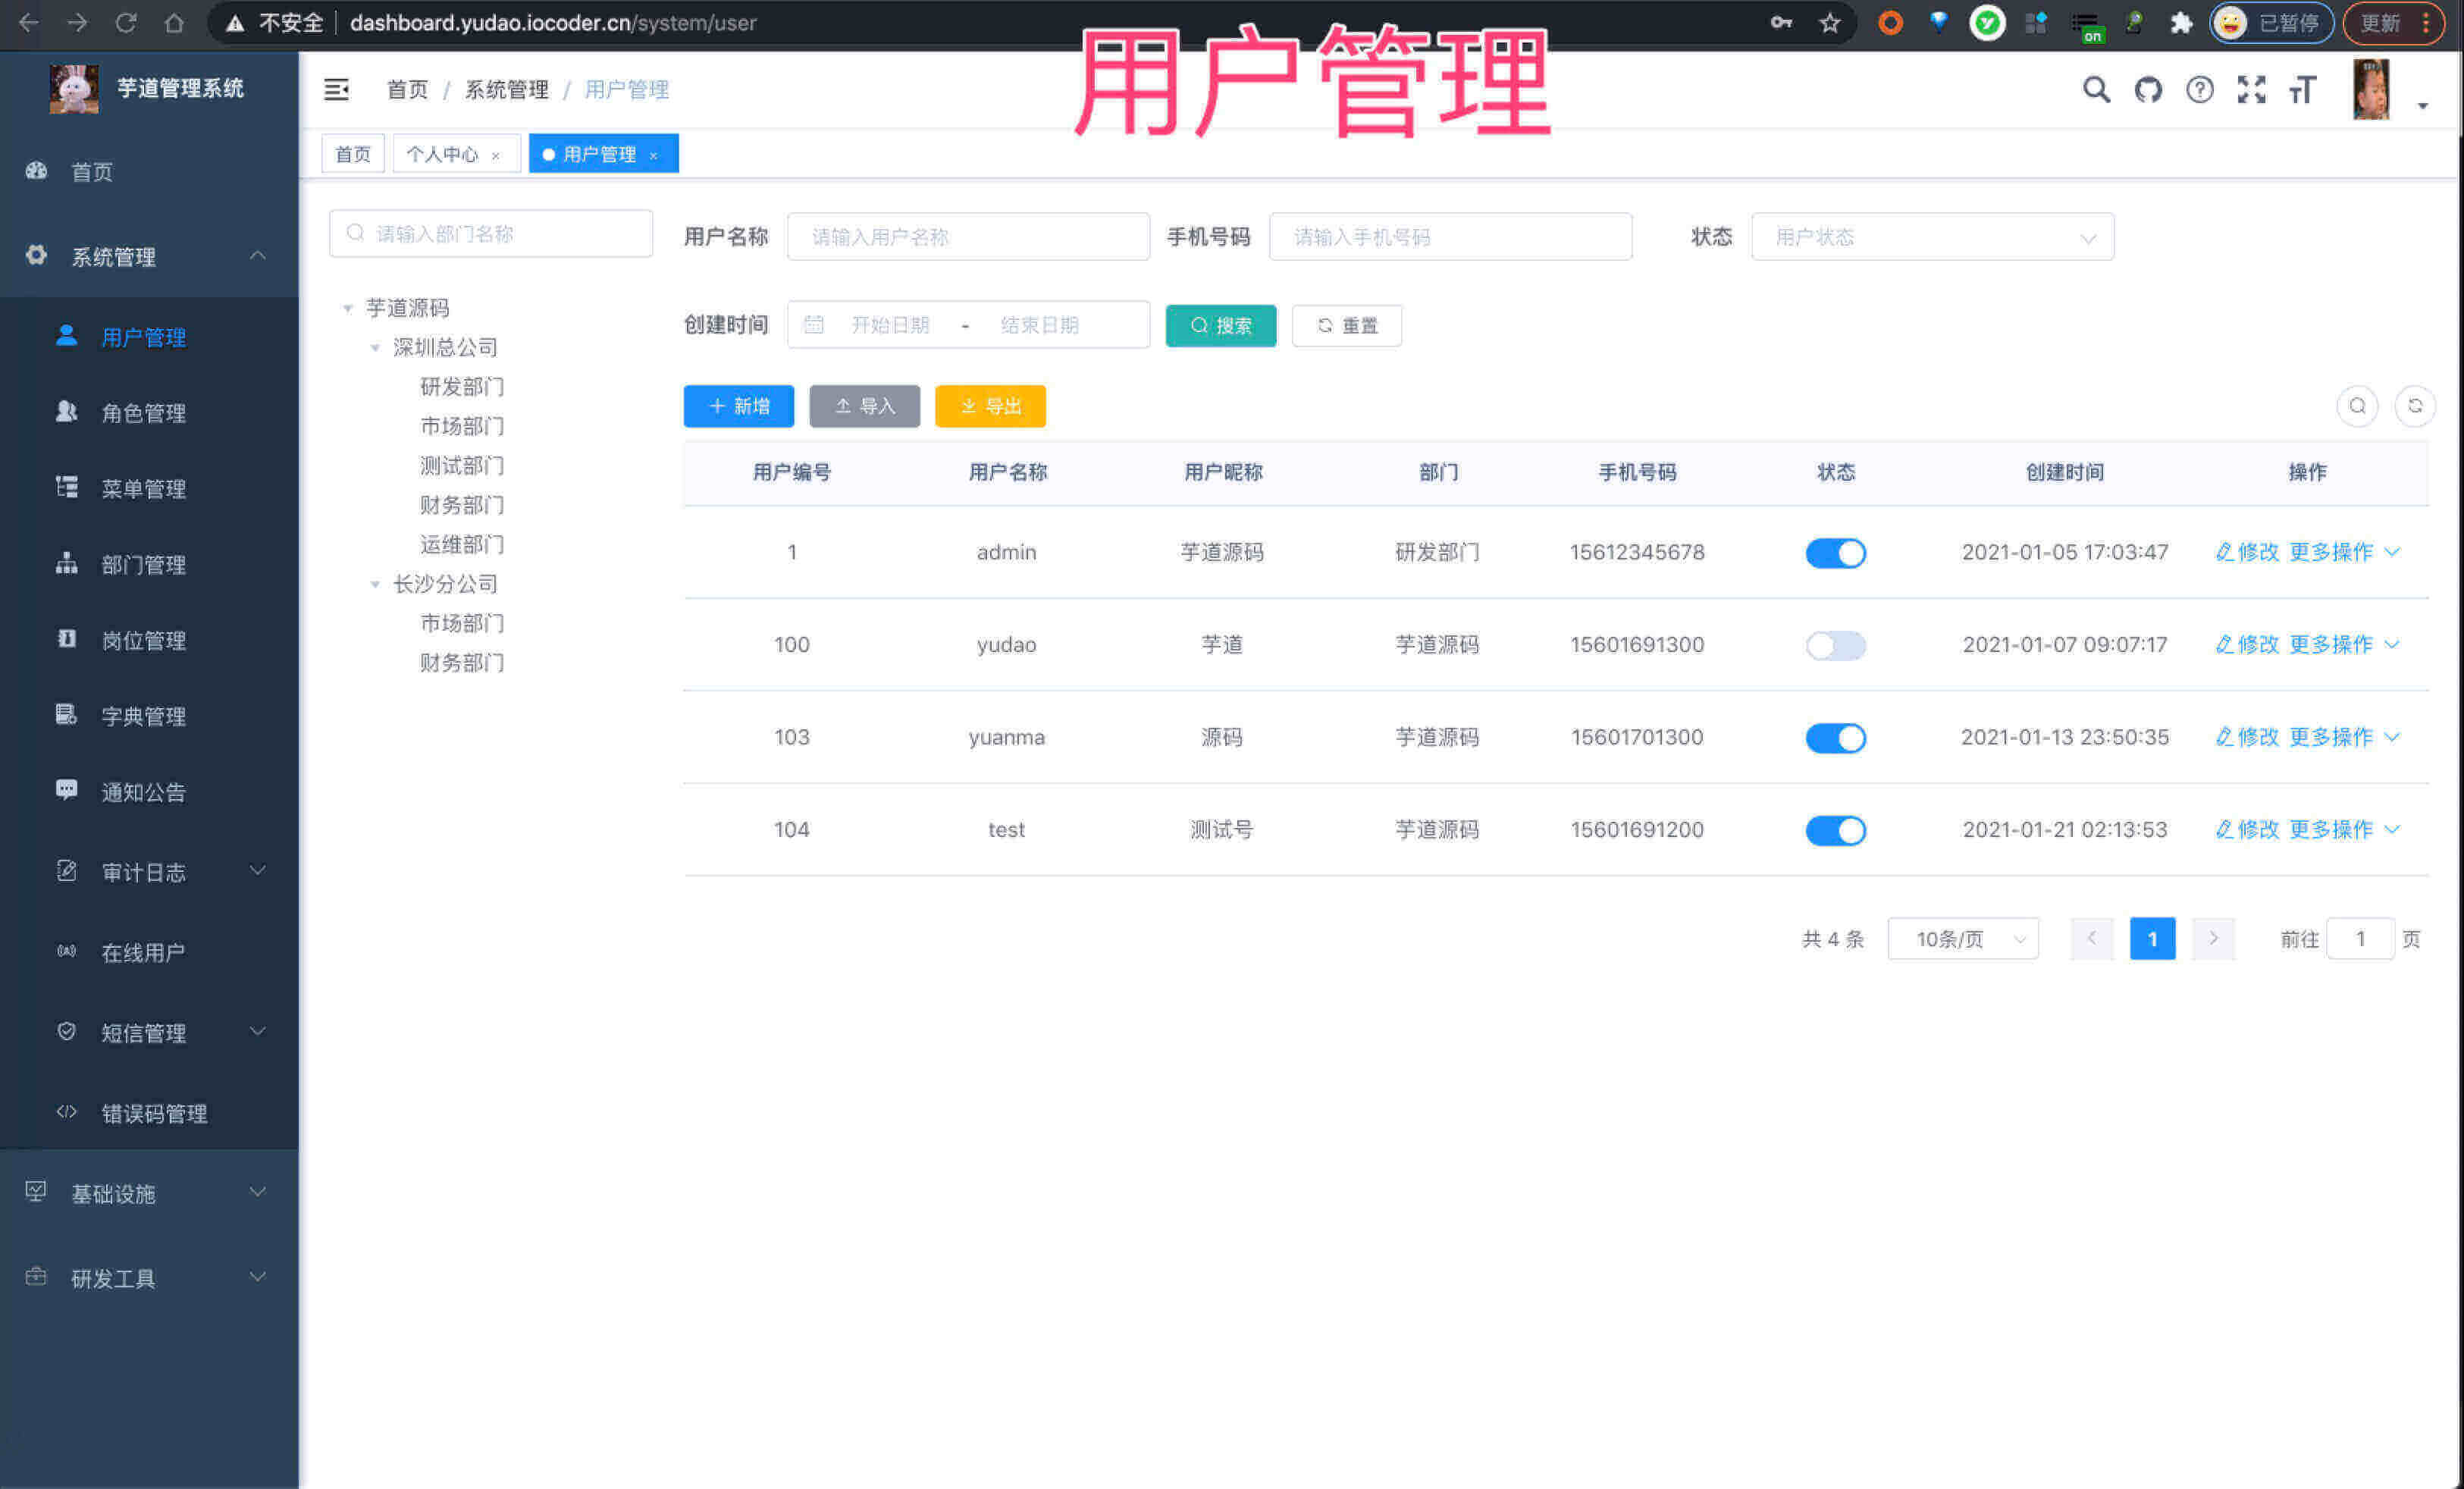 不安全 dashboard.yudao.iocoder.cn/system/user
on
已暂停
更新
用户管理
芋道管理系统
首页 / 系统管理 / 用户管理
首页
个人中心 ×
用户管理 ×
首页
系统管理
用户管理
角色管理
菜单管理
部门管理
岗位管理
字典管理
通知公告
审计日志
在线用户
短信管理
错误码管理
基础设施
研发工具
请输入部门名称
芋道源码
深圳总公司
研发部门
市场部门
测试部门
财务部门
运维部门
长沙分公司
市场部门
财务部门
用户名称 请输入用户名称 手机号码 请输入手机号码 状态 用户状态
创建时间 开始日期 - 结束日期 搜索 重置
新增 导入 导出
用户编号 用户名称 用户昵称 部门 手机号码 状态 创建时间 操作
1 admin 芋道源码 研发部门 15612345678 2021-01-05 17:03:47 修改 更多操作
100 yudao 芋道 芋道源码 15601691300 2021-01-07 09:07:17 修改 更多操作
103 yuanma 源码 芋道源码 15601701300 2021-01-13 23:50:35 修改 更多操作
104 test 测试号 芋道源码 15601691200 2021-01-21 02:13:53 修改 更多操作
共 4 条 10条/页 1 前往 1 页